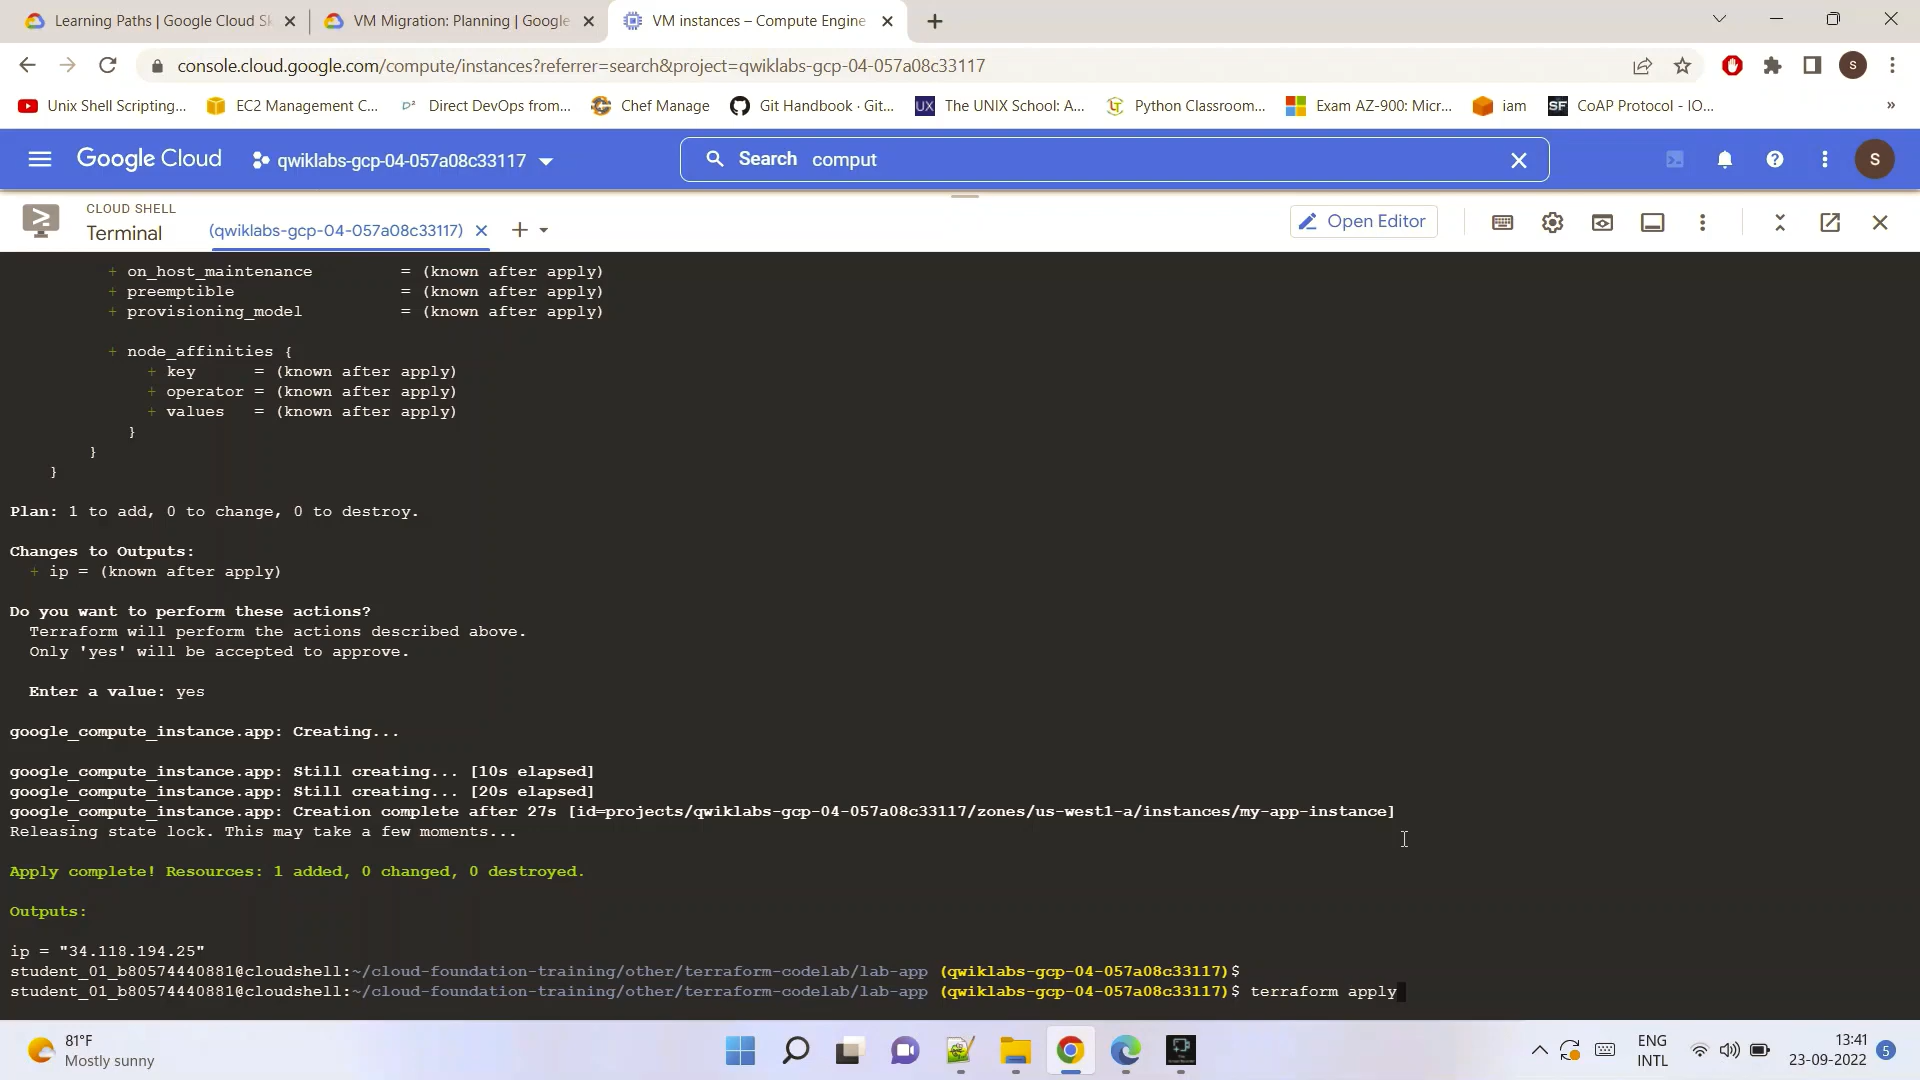 Learning Paths | Google Cloud Sk
VM Migration: Planning | Google
VM instances – Compute Engine
console.cloud.google.com/compute/instances?referrer=search&project=qwiklabs-gcp-04-057a08c33117
S
Unix Shell Scripting...
EC2 Management C...
Direct DevOps from...
Chef Manage
Git Handbook · Git...
UX The UNIX School: A...
Python Classroom...
Exam AZ-900: Micr...
iam
SF CoAP Protocol - IO...
»
Google Cloud
qwiklabs-gcp-04-057a08c33117
Search comput
S
CLOUD SHELL
Terminal
(qwiklabs-gcp-04-057a08c33117)
Open Editor
+ on_host_maintenance = (known after apply)
+ preemptible = (known after apply)
+ provisioning_model = (known after apply)
+ node_affinities {
+ key = (known after apply)
+ operator = (known after apply)
+ values = (known after apply)
}
}
}
Plan: 1 to add, 0 to change, 0 to destroy.
Changes to Outputs:
+ ip = (known after apply)
Do you want to perform these actions?
Terraform will perform the actions described above.
Only 'yes' will be accepted to approve.
Enter a value: yes
google_compute_instance.app: Creating...
google_compute_instance.app: Still creating... [10s elapsed]
google_compute_instance.app: Still creating... [20s elapsed]
google_compute_instance.app: Creation complete after 27s [id=projects/qwiklabs-gcp-04-057a08c33117/zones/us-west1-a/instances/my-app-instance]
Releasing state lock. This may take a few moments...
Apply complete! Resources: 1 added, 0 changed, 0 destroyed.
Outputs:
ip = "34.118.194.25"
student_01_b80574440881@cloudshell:~/cloud-foundation-training/other/terraform-codelab/lab-app (qwiklabs-gcp-04-057a08c33117)$
student_01_b80574440881@cloudshell:~/cloud-foundation-training/other/terraform-codelab/lab-app (qwiklabs-gcp-04-057a08c33117)$ terraform apply
81°F
Mostly sunny
ENG
INTL
13:41
23-09-2022
5